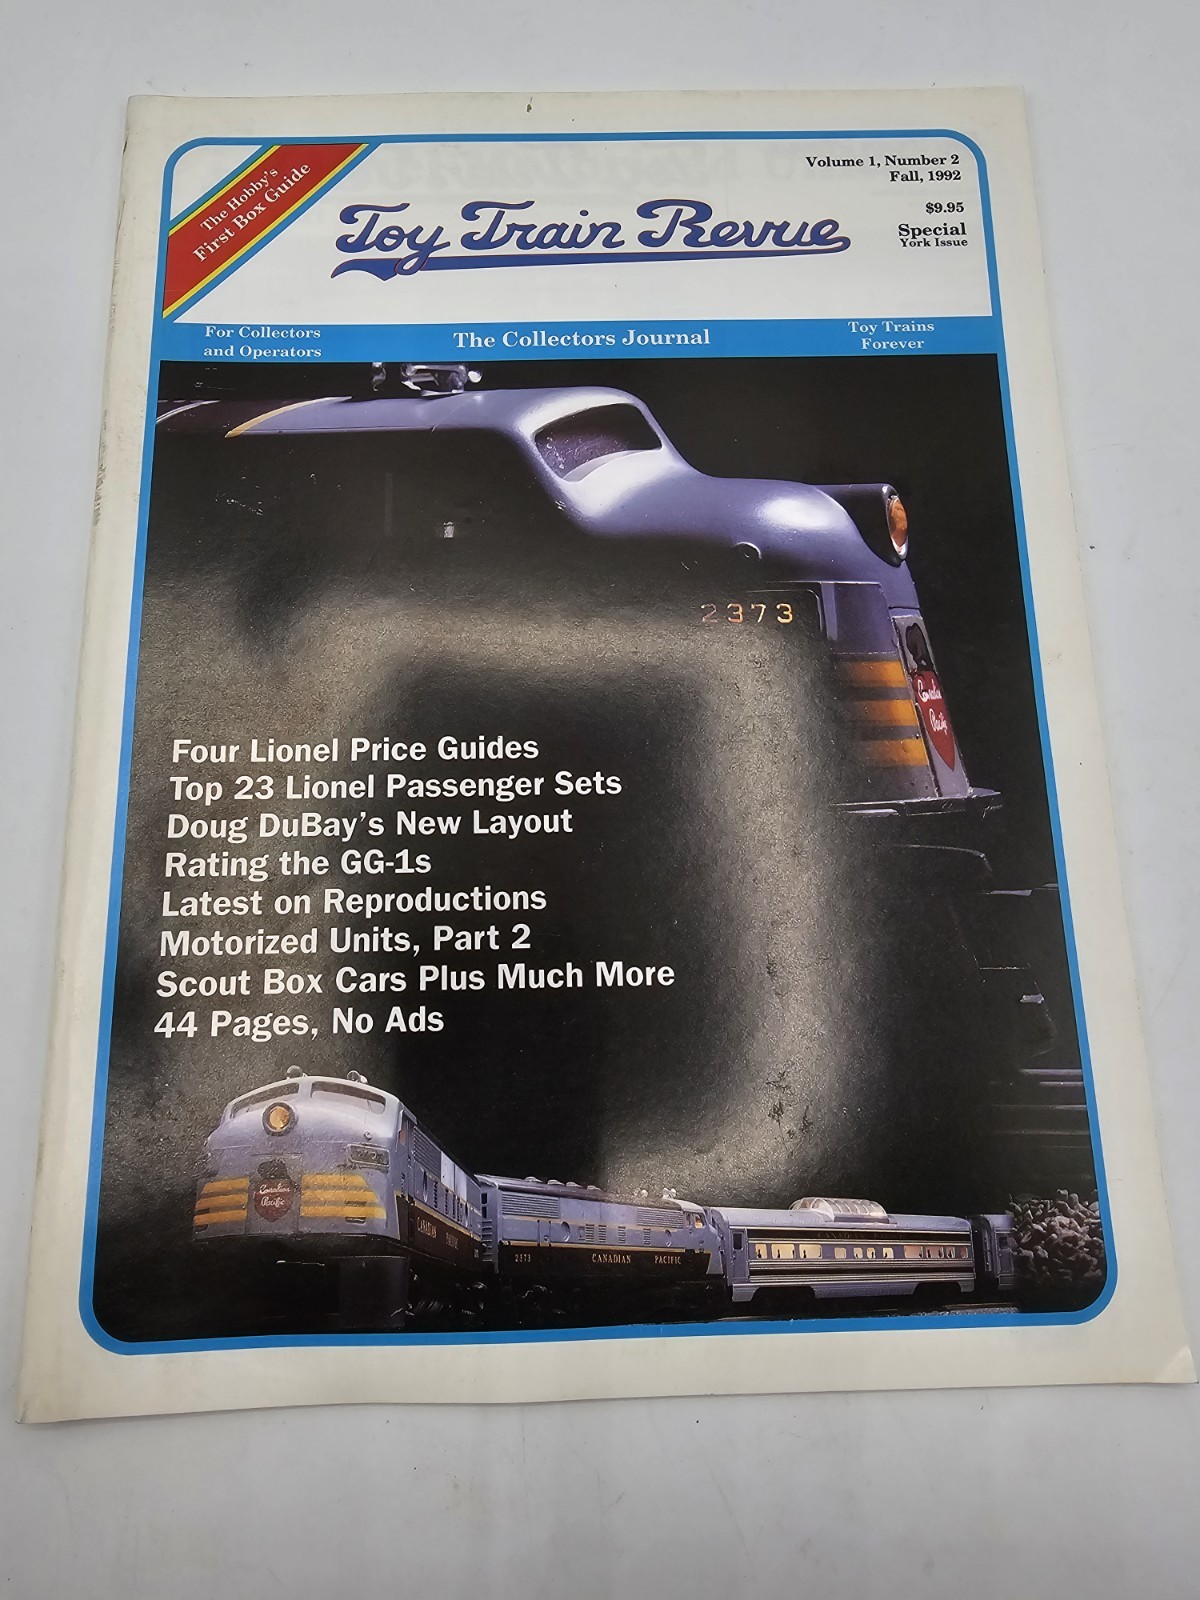 The Hobby's
First Box Guide
Volume 1, Number 2
Fall, 1992
$9.95
Special
York Issue
Toy Train Revue
For Collectors
and Operators
The Collectors Journal
Toy Trains
Forever
2373
Canadian
Pacific
Four Lionel Price Guides
Top 23 Lionel Passenger Sets
Doug DuBay's New Layout
Rating the GG-1s
Latest on Reproductions
Motorized Units, Part 2
Scout Box Cars Plus Much More
44 Pages, No Ads
Canadian
Pacific
CANADIAN PACIFIC
2373 CANADIAN PACIFIC